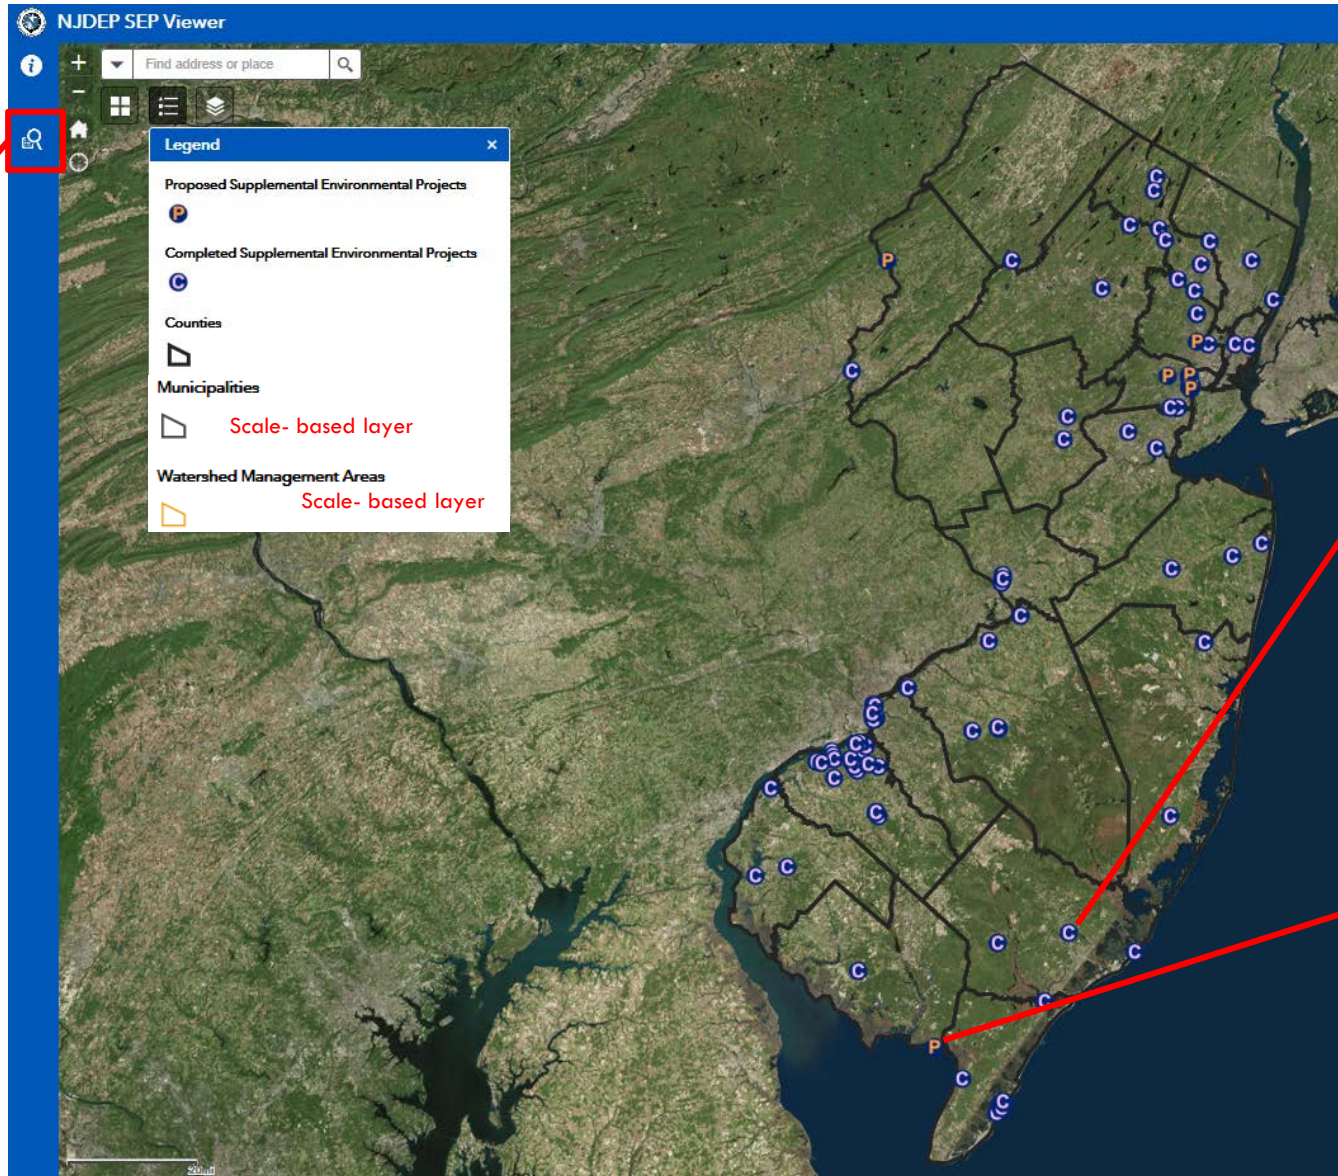 NJDEP SEP Viewer
Find address or place
Legend
Proposed Supplemental Environmental Projects
P
Completed Supplemental Environmental Projects
C
Counties
Municipalities
Scale- based layer
Watershed Management Areas
Scale- based layer
20mi